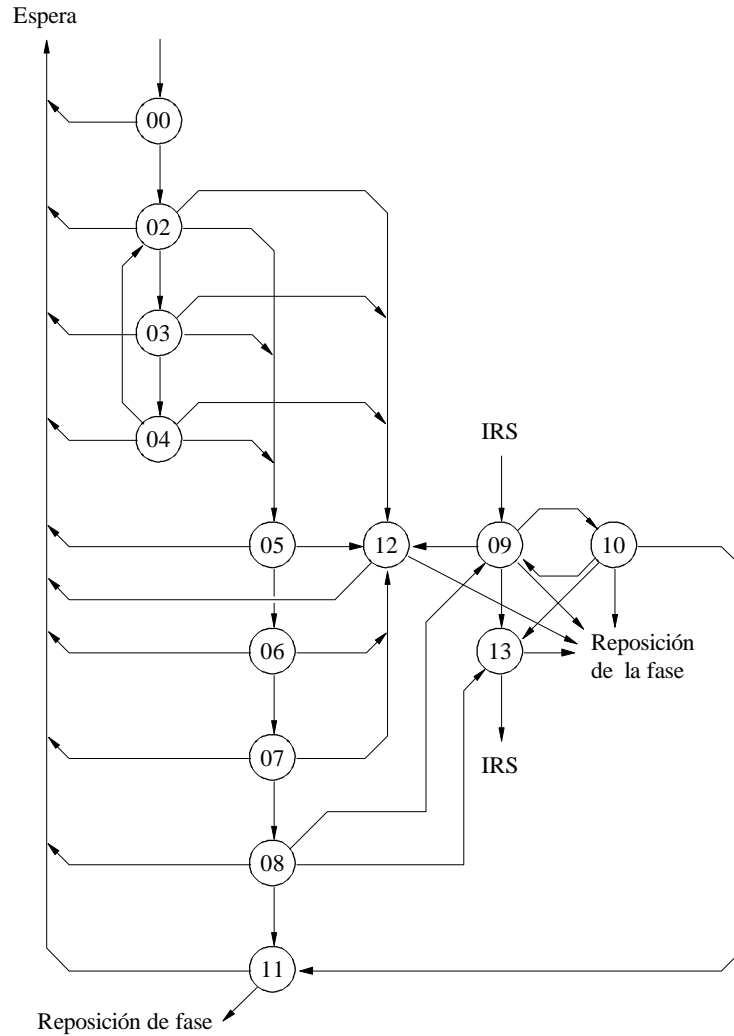 Espera
00
02
03
04
IRS
05
12
09
10
06
13
Reposición
de la fase
07
IRS
08
11
Reposición de fase